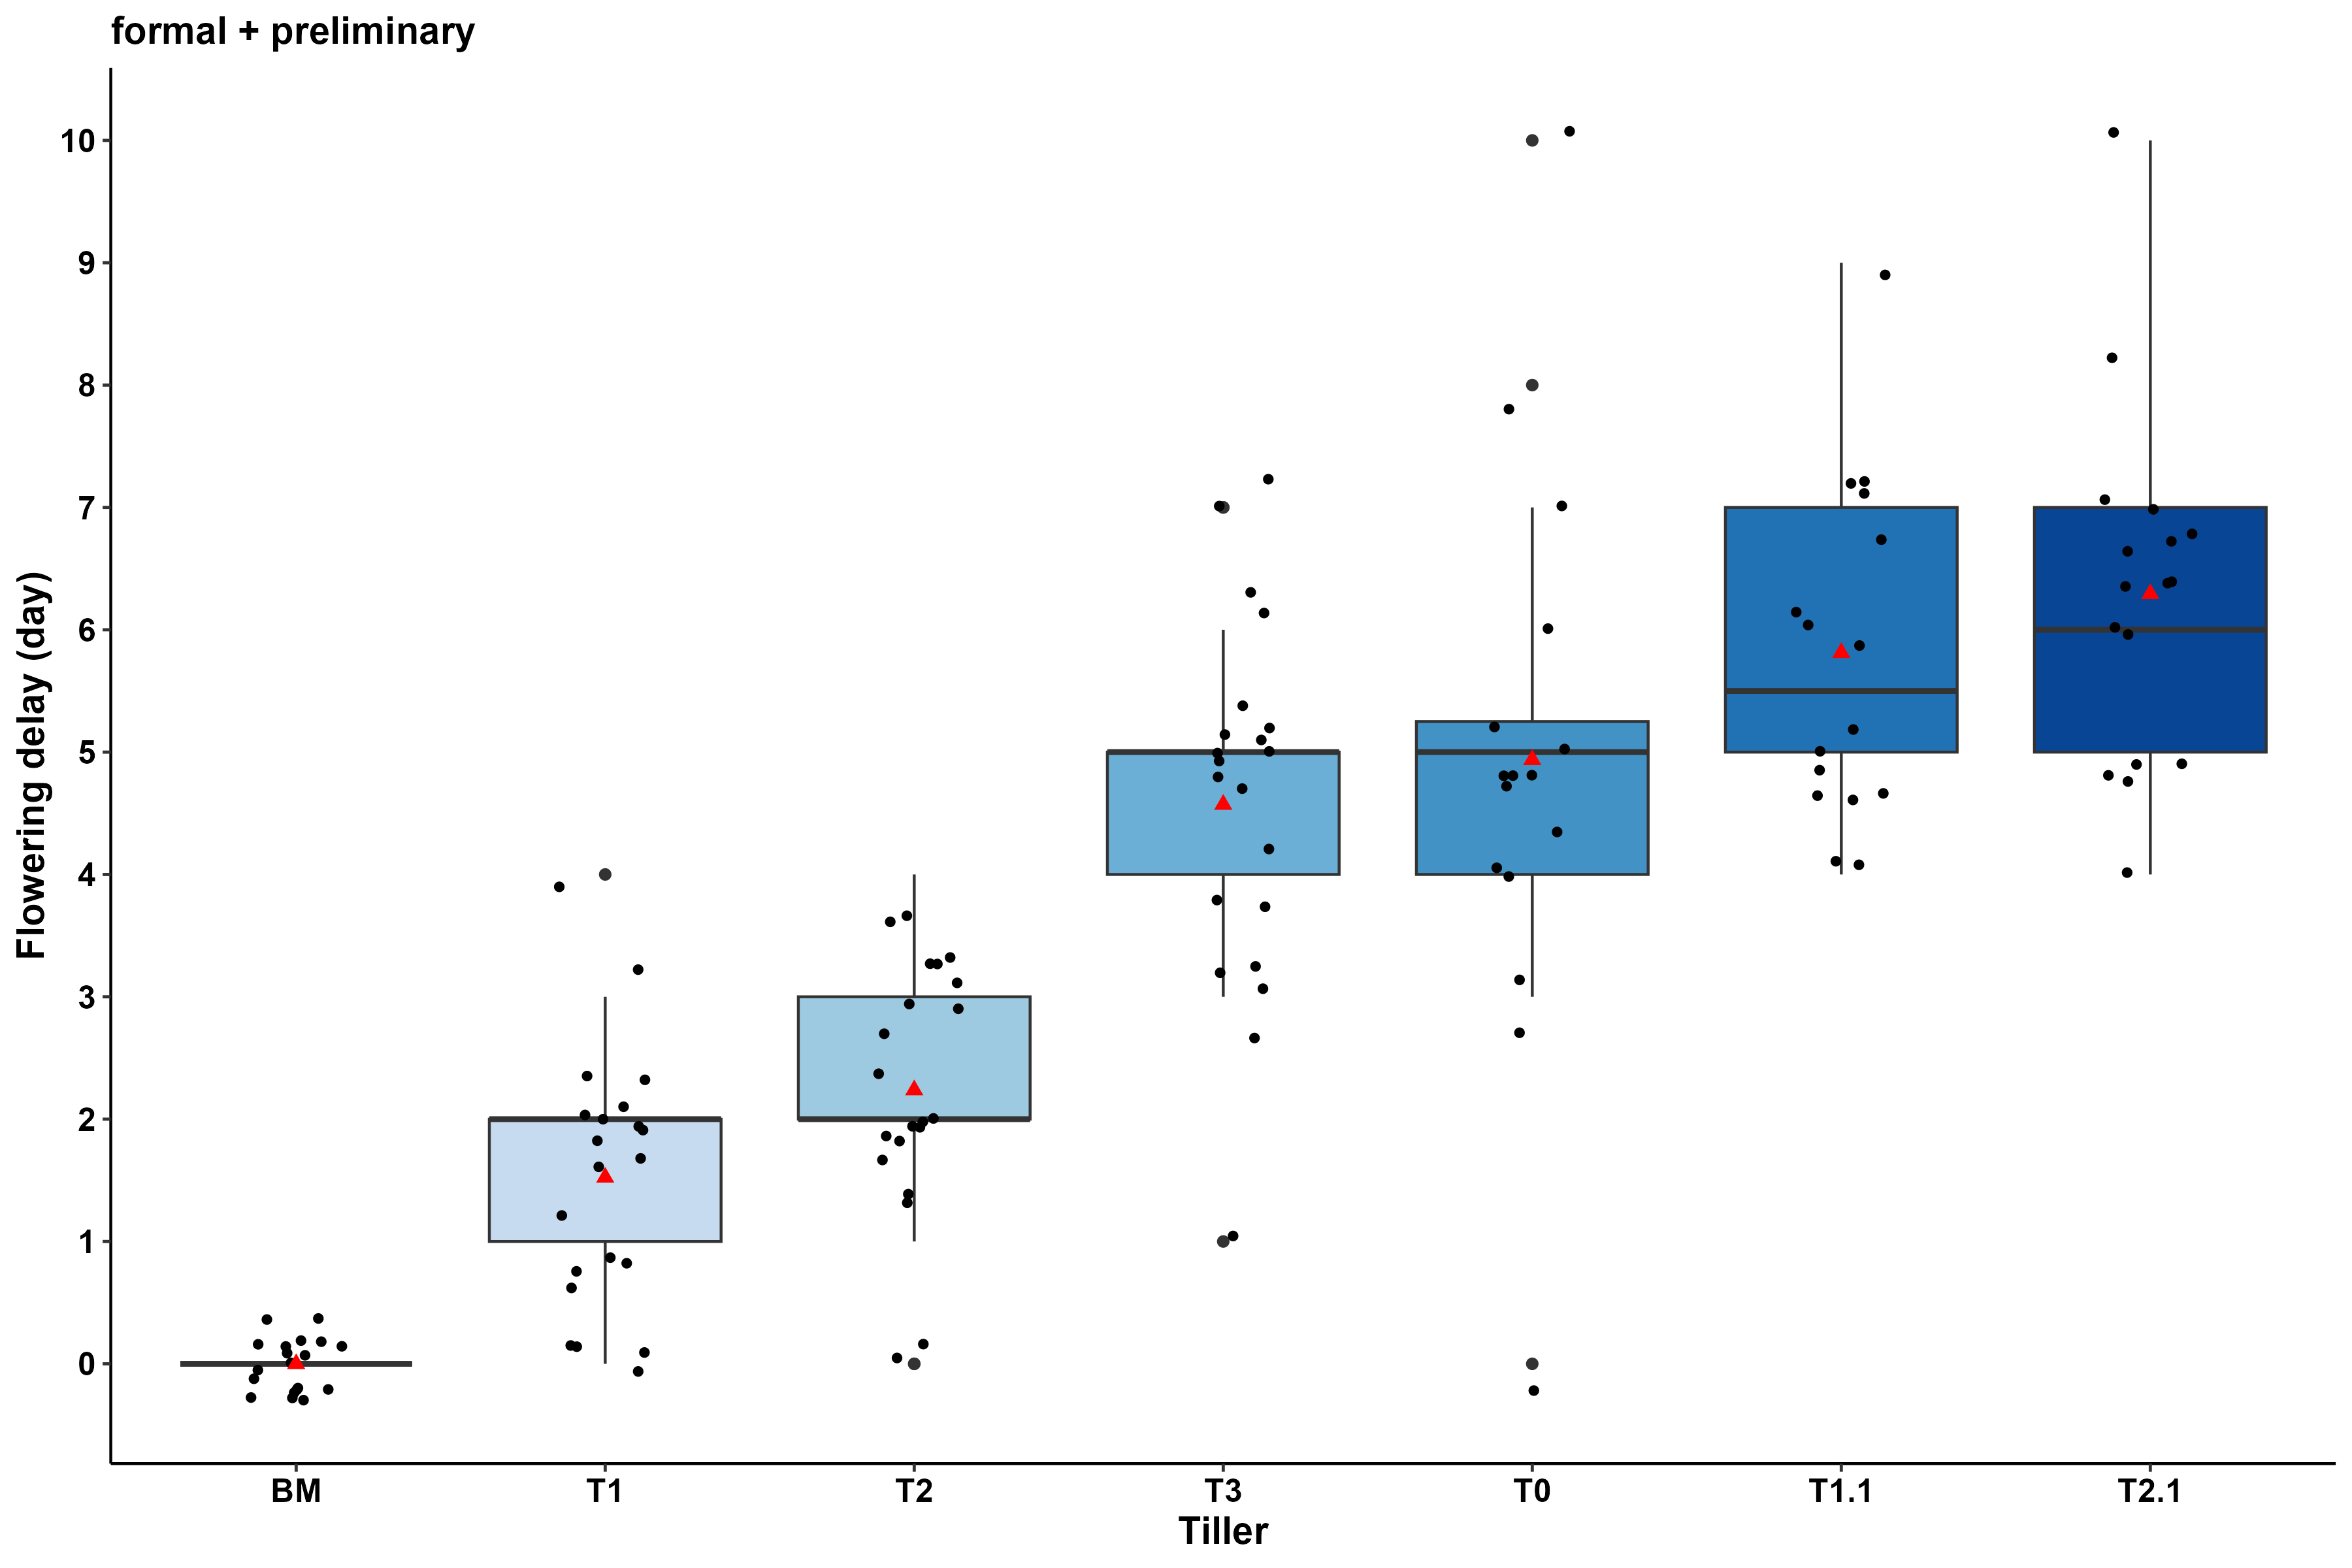 formal + preliminary
10
9
8
7
6
5
4
3
2
1
0
Flowering delay (day)
BM T1 T2 T3 T0 T1.1 T2.1
Tiller